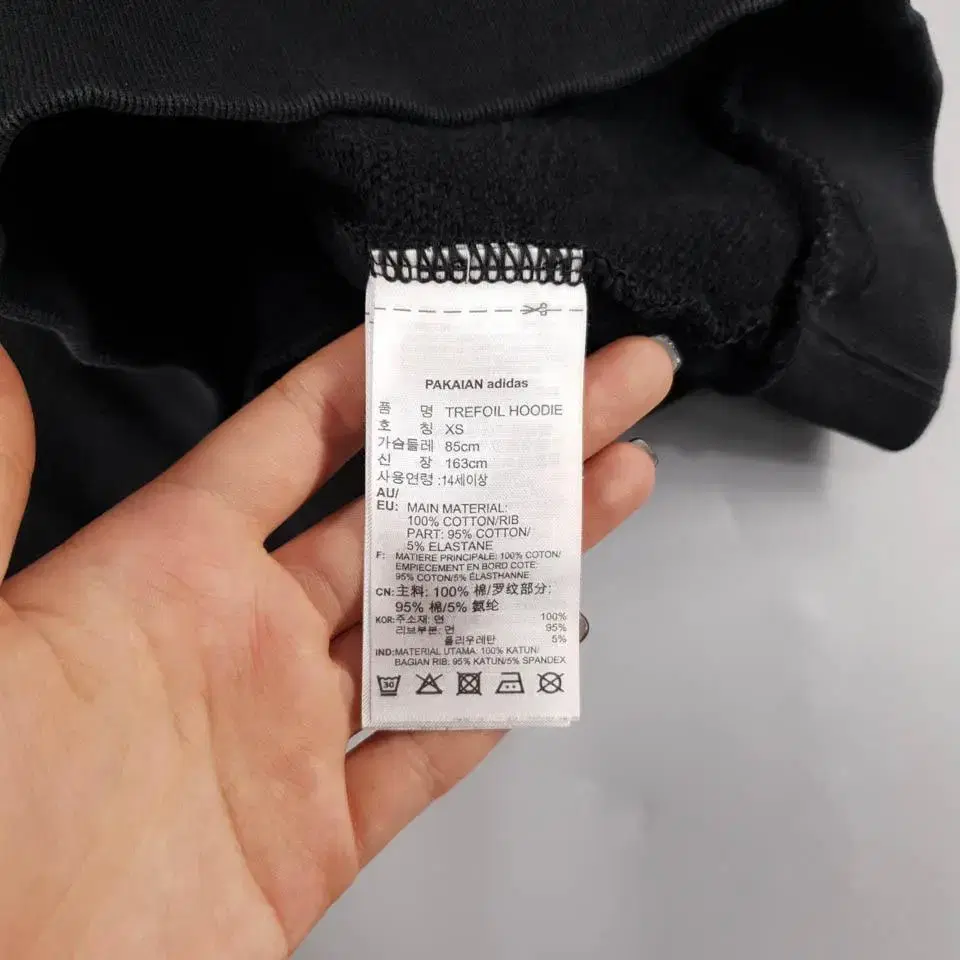 PAKAIAN adidas
품 명 TREFOIL HOODIE
호 칭 XS
가슴둘레 85cm
신 장 163cm
사용연령 :14세이상
AU/
EU: MAIN MATERIAL:
100% COTTON/RIB
PART: 95% COTTON/
5% ELASTANE
F: MATIERE PRINCIPALE: 100% COTON/
EMPIECEMENT EN BORD COTE:
95% COTON/5% ÉLASTHANNE
CN: 主料: 100% 棉/罗纹部分:
95% 棉/5% 氨纶
KOR: 주소재: 면 100%
리브부분: 면 95%
폴리우레탄 5%
IND: MATERIAL UTAMA: 100% KATUN/
BAGIAN RIB: 95% KATUN/5% SPANDEX
30